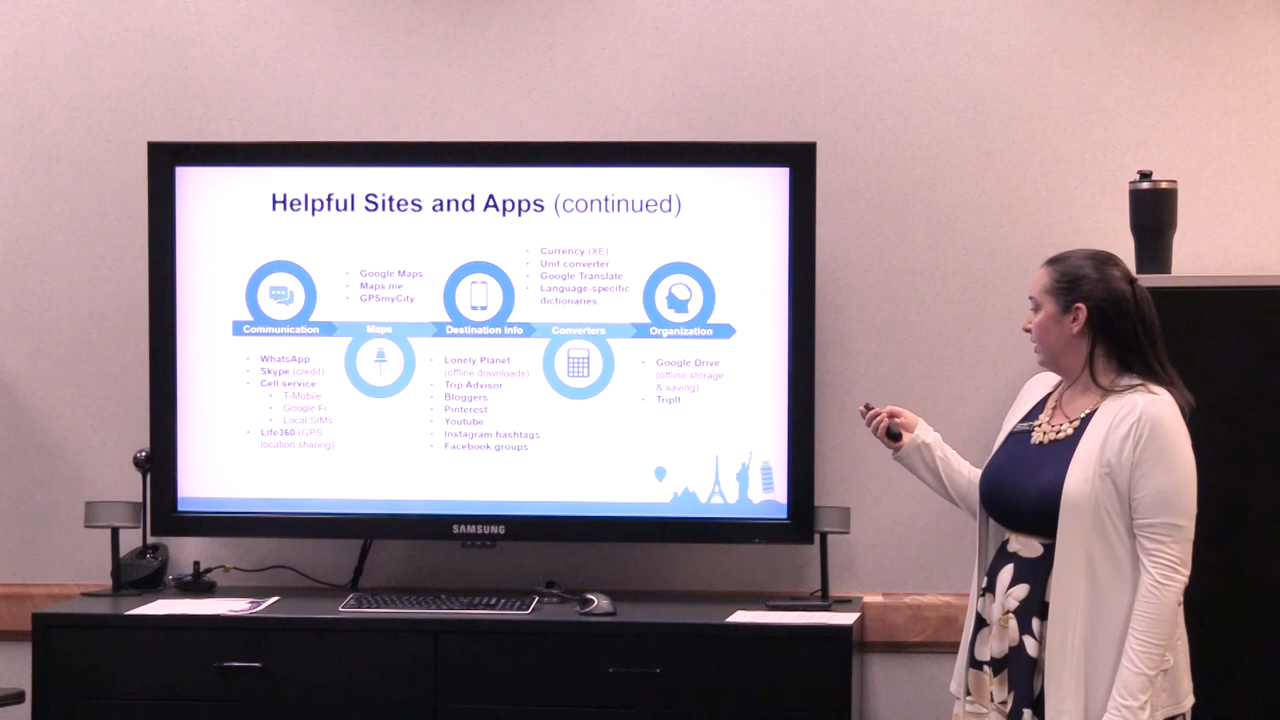 Helpful Sites and Apps (continued)
Communication
WhatsApp
Skype (credit)
Cell service
T-Mobile
Google Fi
Local SIMs
Life360 (GPS
location sharing)
Google Maps
Maps.me
GPSmyCity
Maps
Destination Info
Lonely Planet
(offline downloads)
Trip Advisor
Bloggers
Pinterest
Youtube
Instagram hashtags
Facebook groups
Currency (XE)
Unit converter
Google Translate
Language-specific
dictionaries
Converters
Organization
Google Drive
(offline storage
& saving)
TripIt
SAMSUNG